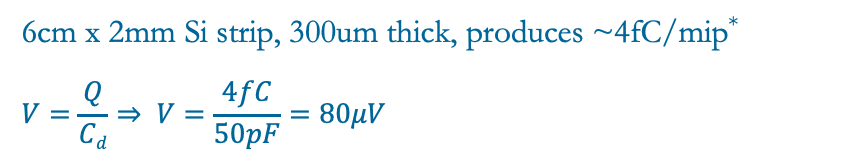 6cm x 2mm Si strip, 300um thick, produces ~4fC/mip*
V = Q/C_d ⇒ V = 4fC/50pF = 80μV